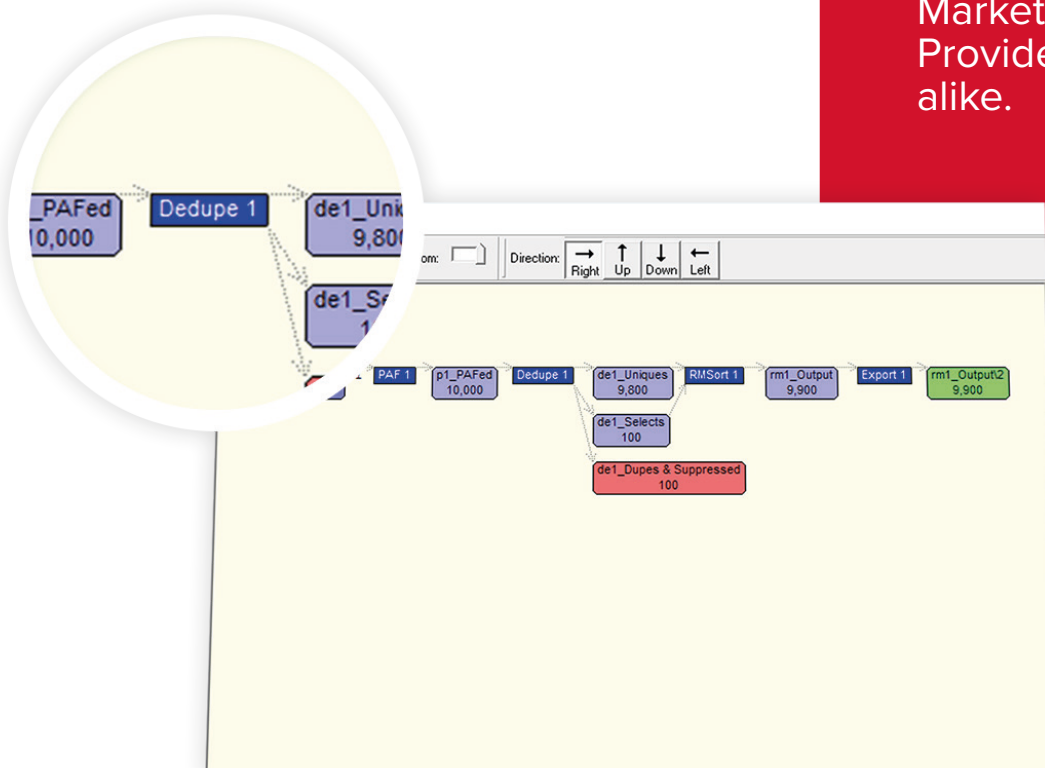 Market
Provide
alike.
_PAFed
10,000
Dedupe 1
de1_Uni
9,80
de1_Se
1
om:
Direction:
Right
Up
Down
Left
PAF 1
p1_PAFed
10,000
Dedupe 1
de1_Uniques
9,800
RMSort 1
rm1_Output
9,900
Export 1
rm1_Output\2
9,900
de1_Selects
100
de1_Dupes & Suppressed
100